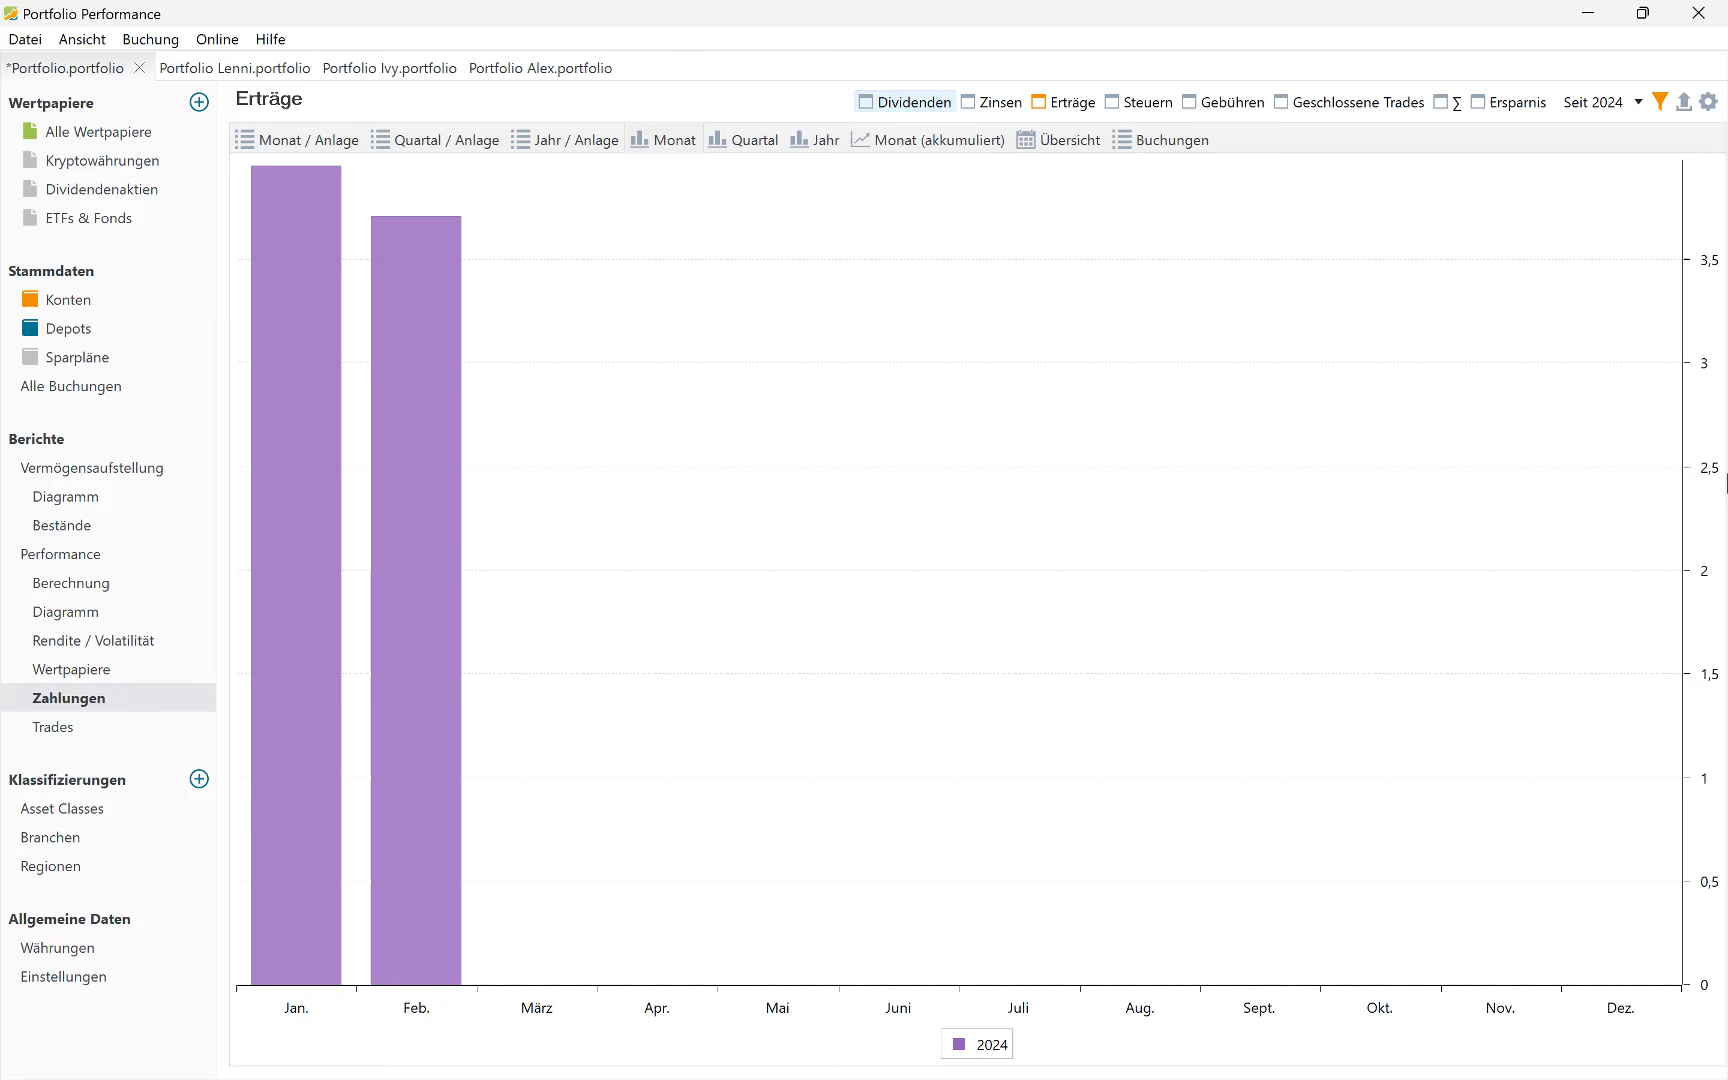 Portfolio Performance
Datei Ansicht Buchung Online Hilfe
*Portfolio.portfolio Portfolio Lenni.portfolio Portfolio Ivy.portfolio Portfolio Alex.portfolio
Wertpapiere
Alle Wertpapiere
Kryptowährungen
Dividendenaktien
ETFs & Fonds
Stammdaten
Konten
Depots
Sparpläne
Alle Buchungen
Berichte
Vermögensaufstellung
Diagramm
Bestände
Performance
Berechnung
Diagramm
Rendite / Volatilität
Wertpapiere
Zahlungen
Trades
Klassifizierungen
Asset Classes
Branchen
Regionen
Allgemeine Daten
Währungen
Einstellungen
Erträge
Dividenden Zinsen Erträge Steuern Gebühren Geschlossene Trades ∑ Ersparnis Seit 2024
Monat / Anlage Quartal / Anlage Jahr / Anlage Monat Quartal Jahr Monat (akkumuliert) Übersicht Buchungen
3,5
3
2,5
2
1,5
1
0,5
0
Jan. Feb. März Apr. Mai Juni Juli Aug. Sept. Okt. Nov. Dez.
2024